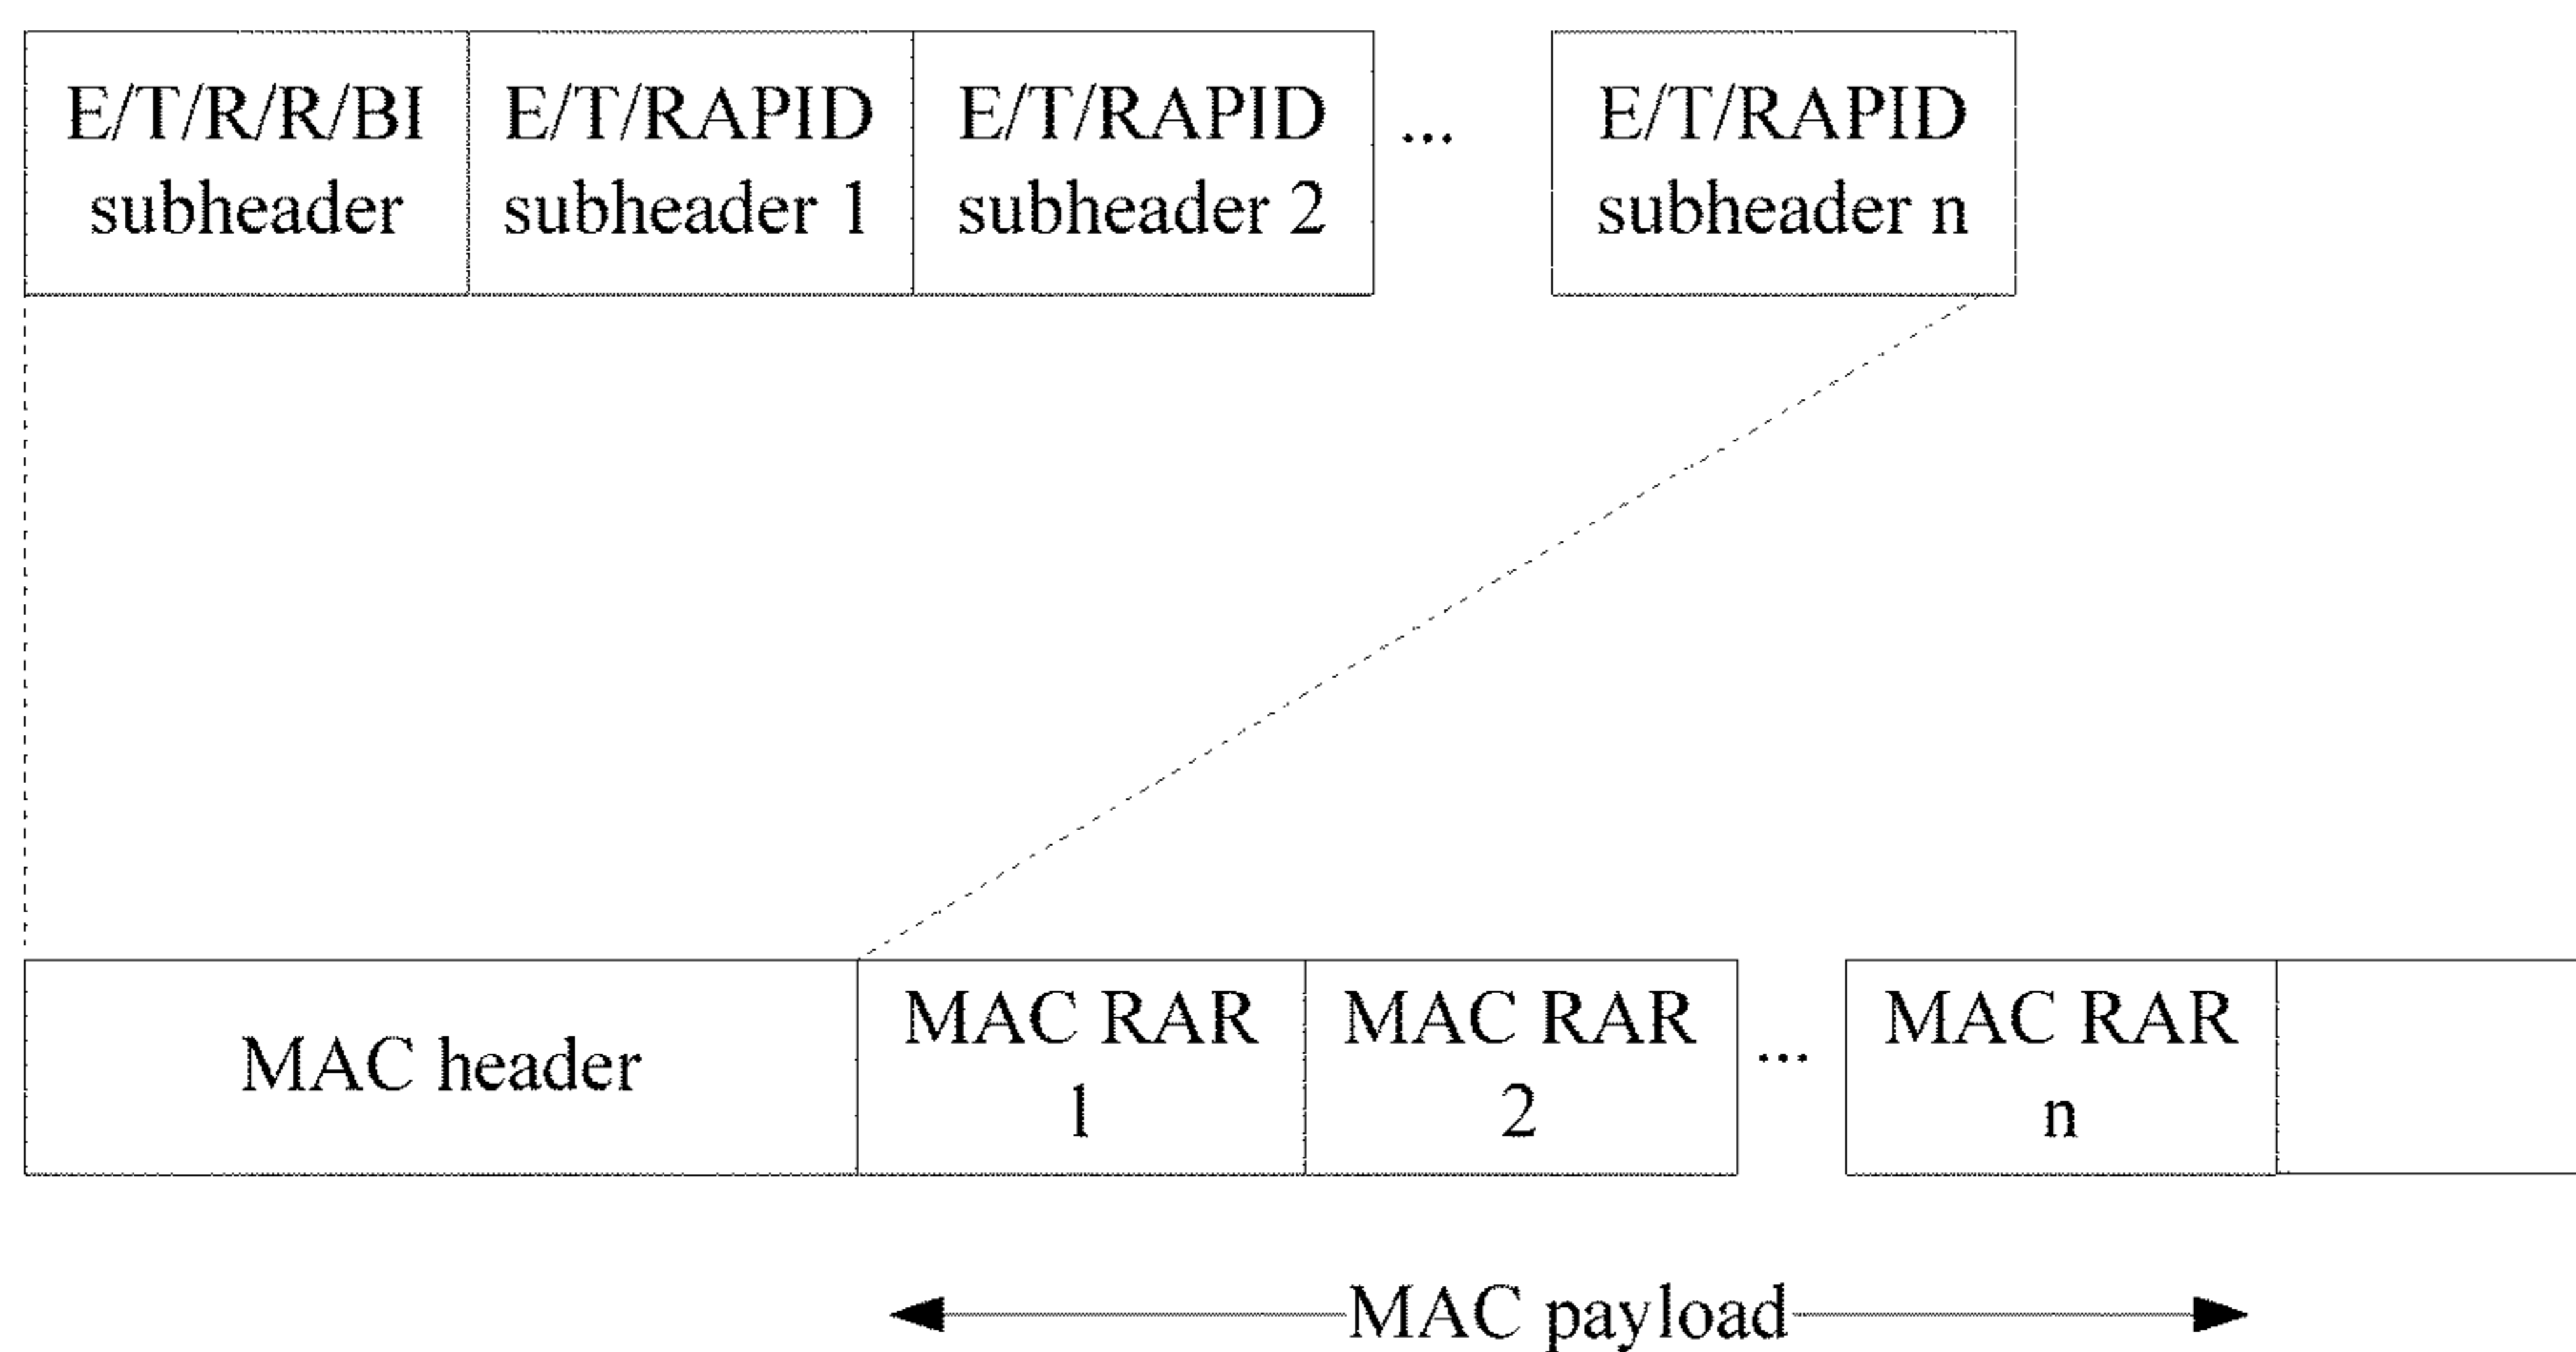 E/T/R/R/BI
subheader
E/T/RAPID
subheader 1
E/T/RAPID
subheader 2
...
E/T/RAPID
subheader n
MAC header
MAC RAR
1
MAC RAR
2
...
MAC RAR
n
MAC payload